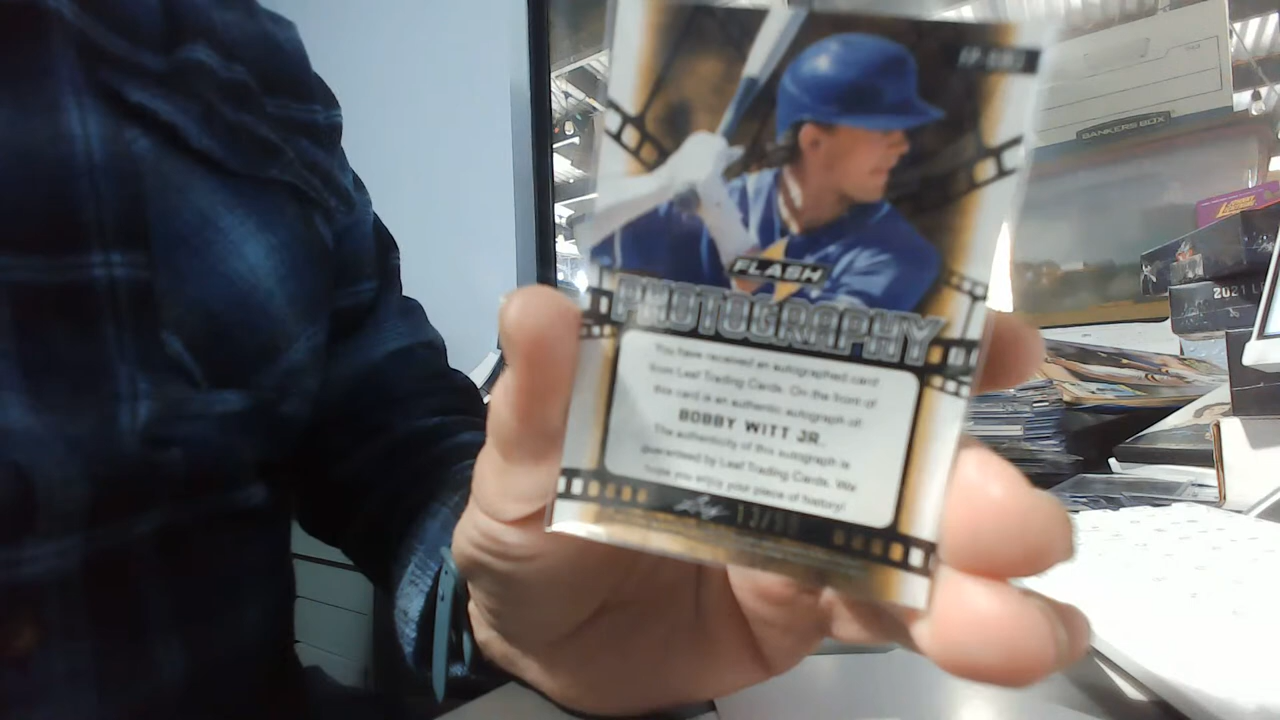 BANKERS BOX
2021 L
FLASH
PHOTOGRAPHY
You have received an autographed card
from Leaf Trading Cards. On the front of
this card is an authentic autograph of
BOBBY WITT JR.
The authenticity of this autograph is
guaranteed by Leaf Trading Cards. We
hope you enjoy your piece of history!
Leaf